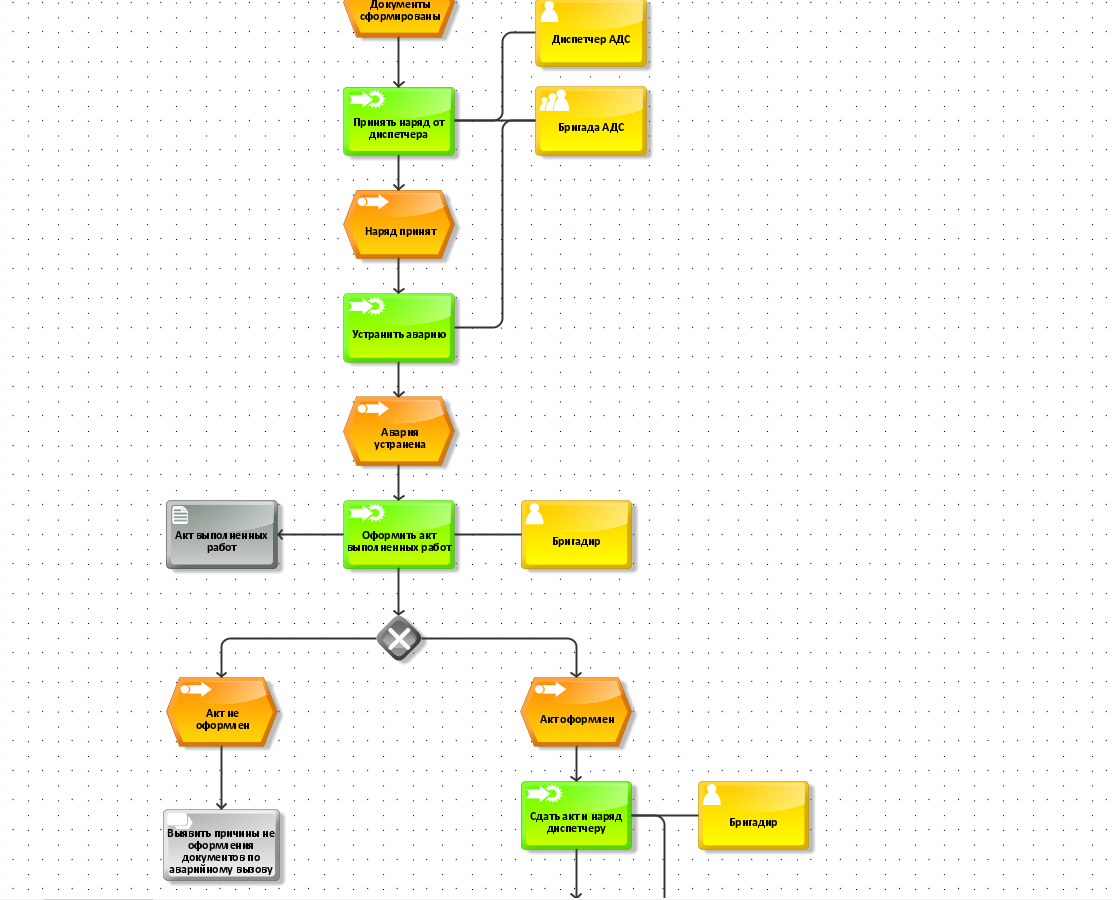 Документы
сформированы
Диспетчер АДС
Принять наряд от
диспетчера
Бригада АДС
Наряд принят
Устранить аварию
Авария
устранена
Акт выполненных
работ
Оформить акт
выполненных работ
Бригадир
Акт не
оформлен
Акт оформлен
Сдать акт и наряд
диспетчеру
Бригадир
Выявить причины не
оформления
документов по
аварийному вызову